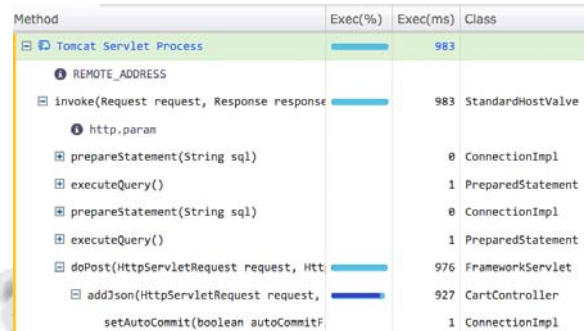 Method Exec(%) Exec(ms) Class
Tomcat Servlet Process 983
REMOTE_ADDRESS
invoke(Request request, Response response 983 StandardHostValve
http.param
prepareStatement(String sql) 0 ConnectionImpl
executeQuery() 1 PreparedStatement
prepareStatement(String sql) 0 ConnectionImpl
executeQuery() 1 PreparedStatement
doPost(HttpServletRequest request, Htt 976 FrameworkServlet
addJson(HttpServletRequest request, 927 CartController
setAutoCommit(boolean autoCommitF 1 ConnectionImpl